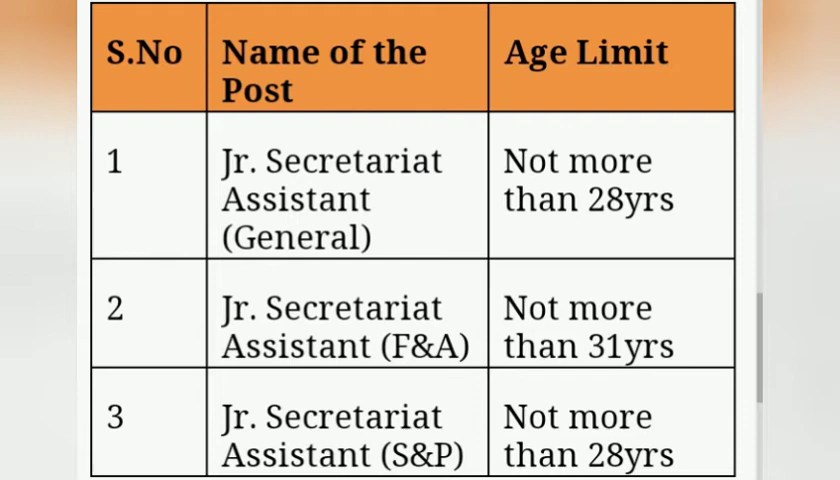 S.No
Name of the
Post
Age Limit
1
Jr. Secretariat
Assistant
(General)
Not more
than 28yrs
2
Jr. Secretariat
Assistant (F&A)
Not more
than 31yrs
3
Jr. Secretariat
Assistant (S&P)
Not more
than 28yrs